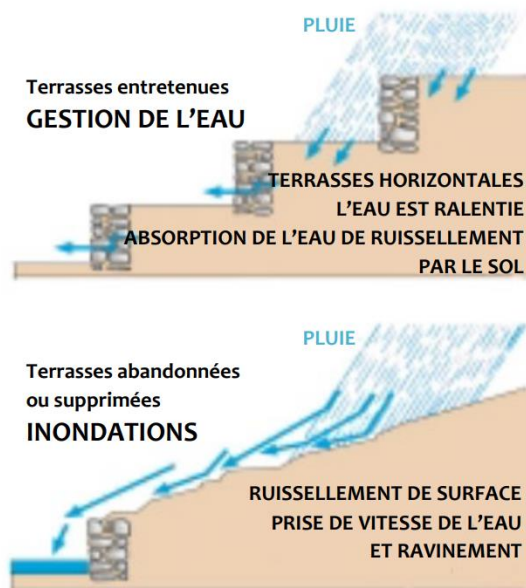 PLUIE
Terrasses entretenues
GESTION DE L'EAU
TERRASSES HORIZONTALES
L'EAU EST RALENTIE
ABSORPTION DE L'EAU DE RUISSELLEMENT
PAR LE SOL
PLUIE
Terrasses abandonnées
ou supprimées
INONDATIONS
RUISSELLEMENT DE SURFACE
PRISE DE VITESSE DE L'EAU
ET RAVINEMENT